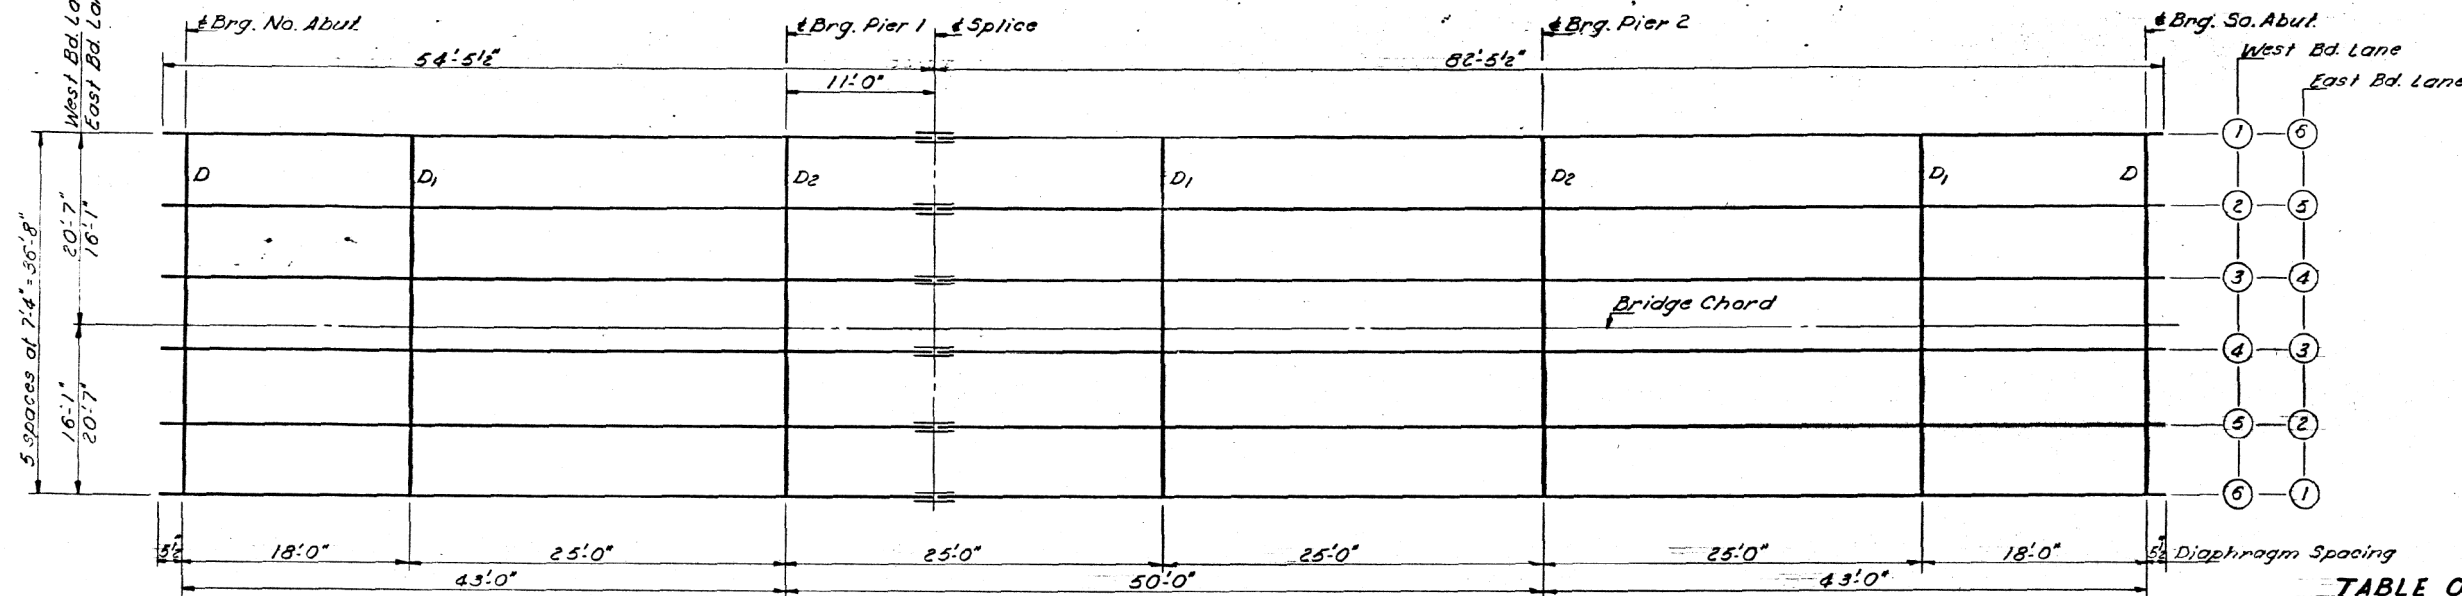 ℄ Brg. No. Abut.
℄ Brg. Pier 1
℄ Splice
℄ Brg. Pier 2
℄ Brg. So. Abut.
West Bd. Lane
East Bd. Lane
West Bd. La
East Bd. La
54'-5½"
82'-5½"
11'-0"
1 6
D D₁ D₂ D₁ D₂ D₁ D
2 5
20'-7"
16'-1"
5 spaces at 7'-4" = 36'-8"
3 4
Bridge Chord
4 3
16'-1"
20'-7"
5 2
6 1
5½" 18'-0" 25'-0" 25'-0" 25'-0" 25'-0" 18'-0" 5½" Diaphragm Spacing
43'-0" 50'-0" 43'-0"
TABLE O